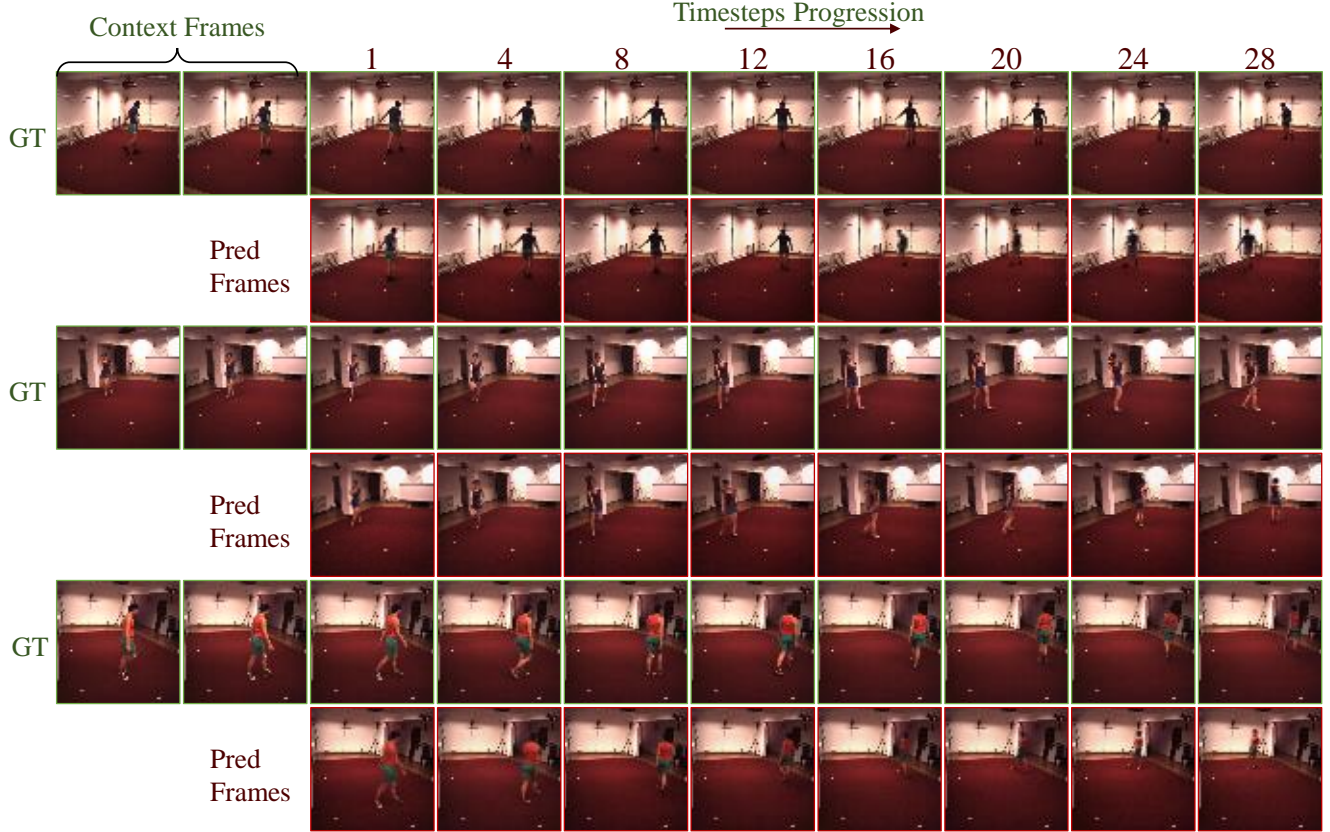 Timesteps Progression
Context Frames
1 4 8 12 16 20 24 28
GT
Pred
Frames
GT
Pred
Frames
GT
Pred
Frames